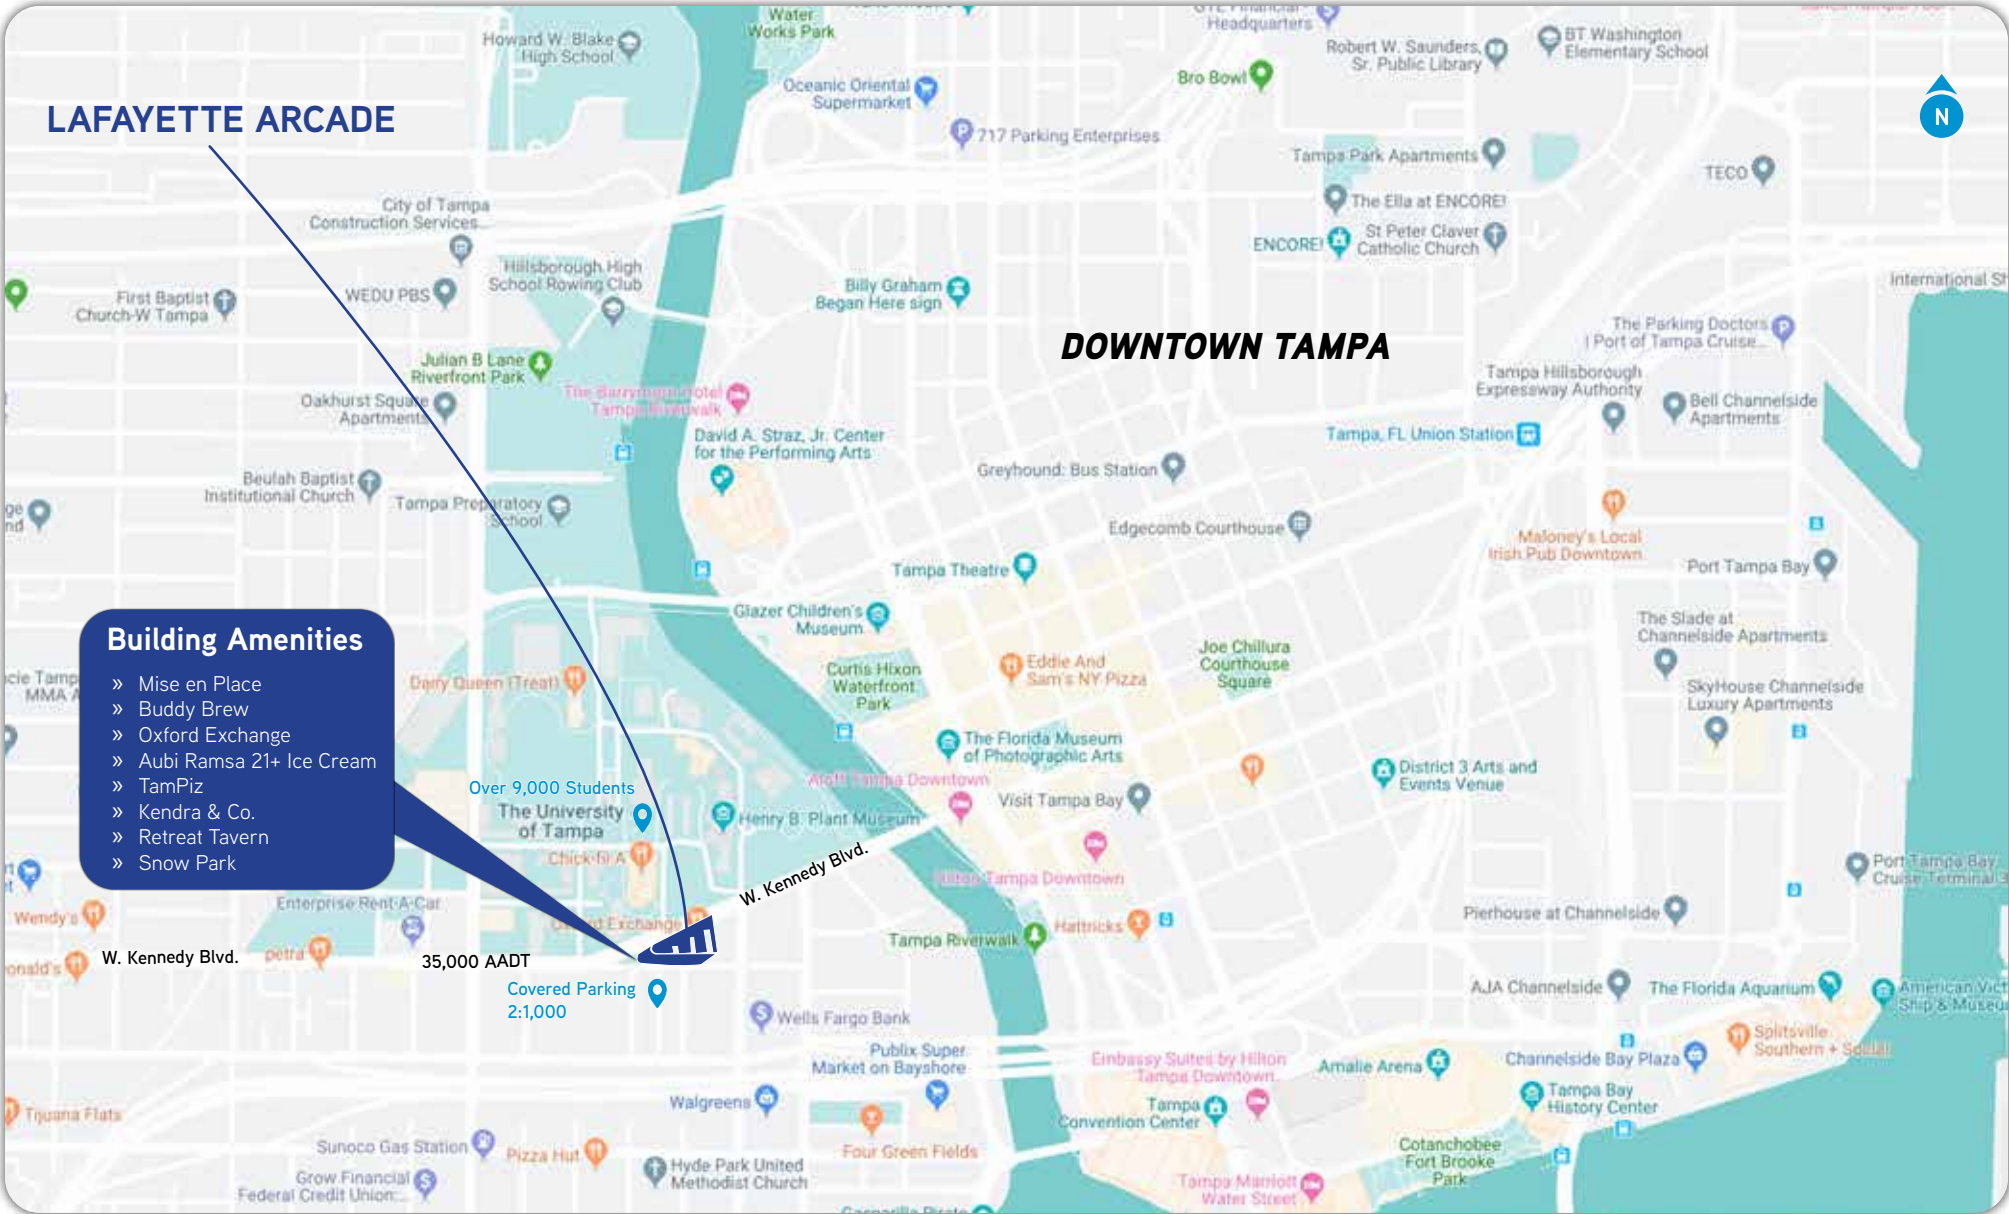 Water
Works Park
Headquarters
Howard W. Blake
High School
BT Washington
Elementary School
Robert W. Saunders,
Sr. Public Library
Bro Bowl
Oceanic Oriental
Supermarket
LAFAYETTE ARCADE
N
717 Parking Enterprises
Tampa Park Apartments
TECO
The Ella at ENCORE!
City of Tampa
Construction Services...
ENCORE!
St Peter Claver
Catholic Church
Hillsborough High
School Rowing Club
International
First Baptist
Church-W Tampa
WEDU PBS
Billy Graham
Began Here sign
The Parking Doctors
| Port of Tampa Cruise...
DOWNTOWN TAMPA
Julian B Lane
Riverfront Park
Tampa Hillsborough
Expressway Authority
The Barrymore Hotel
Tampa Riverwalk
Oakhurst Square
Apartments
Bell Channelside
Apartments
David A. Straz, Jr. Center
for the Performing Arts
Tampa, FL Union Station
Greyhound: Bus Station
Beulah Baptist
Institutional Church
Tampa Preparatory
School
Edgecomb Courthouse
Maloney's Local
Irish Pub Downtown
Tampa Theatre
Port Tampa Bay
Glazer Children's
Museum
The Slade at
Channelside Apartments
Building Amenities
» Mise en Place
» Buddy Brew
» Oxford Exchange
» Aubi Ramsa 21+ Ice Cream
» TamPiz
» Kendra & Co.
» Retreat Tavern
» Snow Park
MMA
Dairy Queen (Treat)
Curtis Hixon
Waterfront
Park
Eddie And
Sam's NY Pizza
Joe Chillura
Courthouse
Square
SkyHouse Channelside
Luxury Apartments
The Florida Museum
of Photographic Arts
Aloft Tampa Downtown
District 3 Arts and
Events Venue
Over 9,000 Students
The University
of Tampa
Visit Tampa Bay
Henry B. Plant Museum
Chick-fil-A
W. Kennedy Blvd.
Hilton Tampa Downtown
Port Tampa Bay
Cruise Terminal 3
Wendy's
Enterprise Rent-A-Car
Exchange
Pierhouse at Channelside
Hattricks
Tampa Riverwalk
W. Kennedy Blvd.
petra
35,000 AADT
Covered Parking
2:1,000
AJA Channelside
The Florida Aquarium
American
Ship &
Wells Fargo Bank
Splitsville
Southern + Social
Publix Super
Market on Bayshore
Embassy Suites by Hilton
Tampa Downtown...
Amalie Arena
Channelside Bay Plaza
Walgreens
Tampa
Convention Center
Tampa Bay
History Center
Tijuana Flats
Sunoco Gas Station
Pizza Hut
Four Green Fields
Cotanchobee
Fort Brooke
Park
Grow Financial
Federal Credit Union:...
Hyde Park United
Methodist Church
Tampa Marriott
Water Street